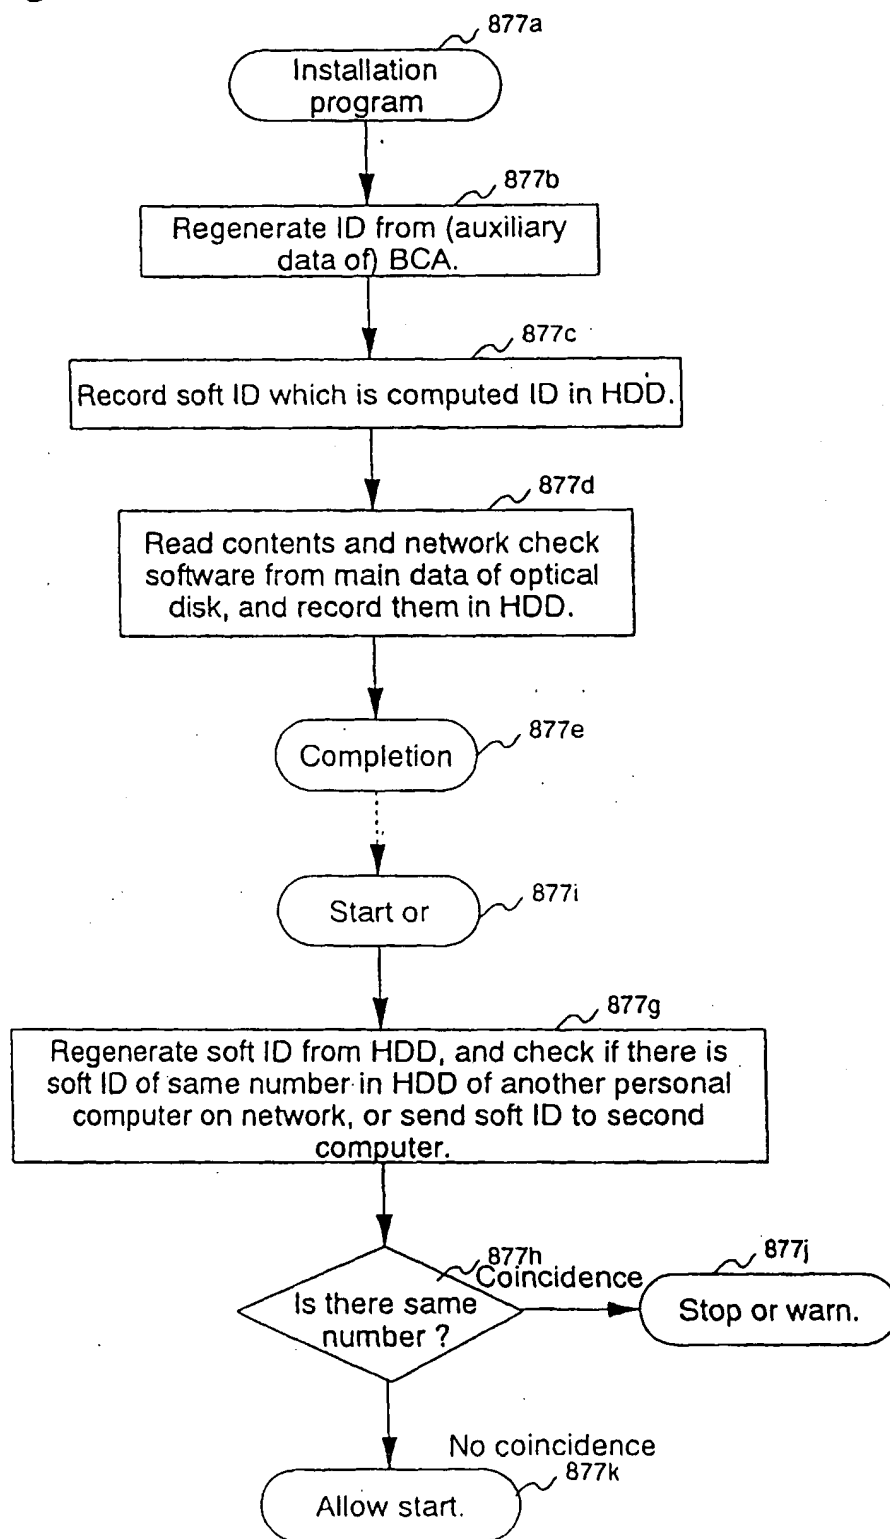 877a
Installation
program
877b
Regenerate ID from (auxiliary
data of) BCA.
877c
Record soft ID which is computed ID in HDD.
877d
Read contents and network check
software from main data of optical
disk, and record them in HDD.
877e
Completion
877i
Start or
877g
Regenerate soft ID from HDD, and check if there is
soft ID of same number in HDD of another personal
computer on network, or send soft ID to second
computer.
877h
Coincidence
877j
Is there same
number ?
Stop or warn.
No coincidence
877k
Allow start.